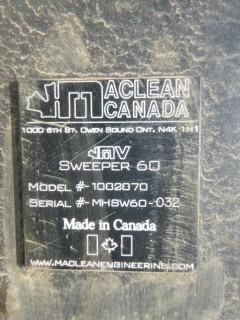 MACLEAN
CANADA
1000 6TH ST. OWEN SOUND ONT. N4K 1H1
MV
SWEEPER 60
MODEL #-1002070
SERIAL #-MHSW60-032
Made in Canada
WWW.MACLEANENGINEERING.COM